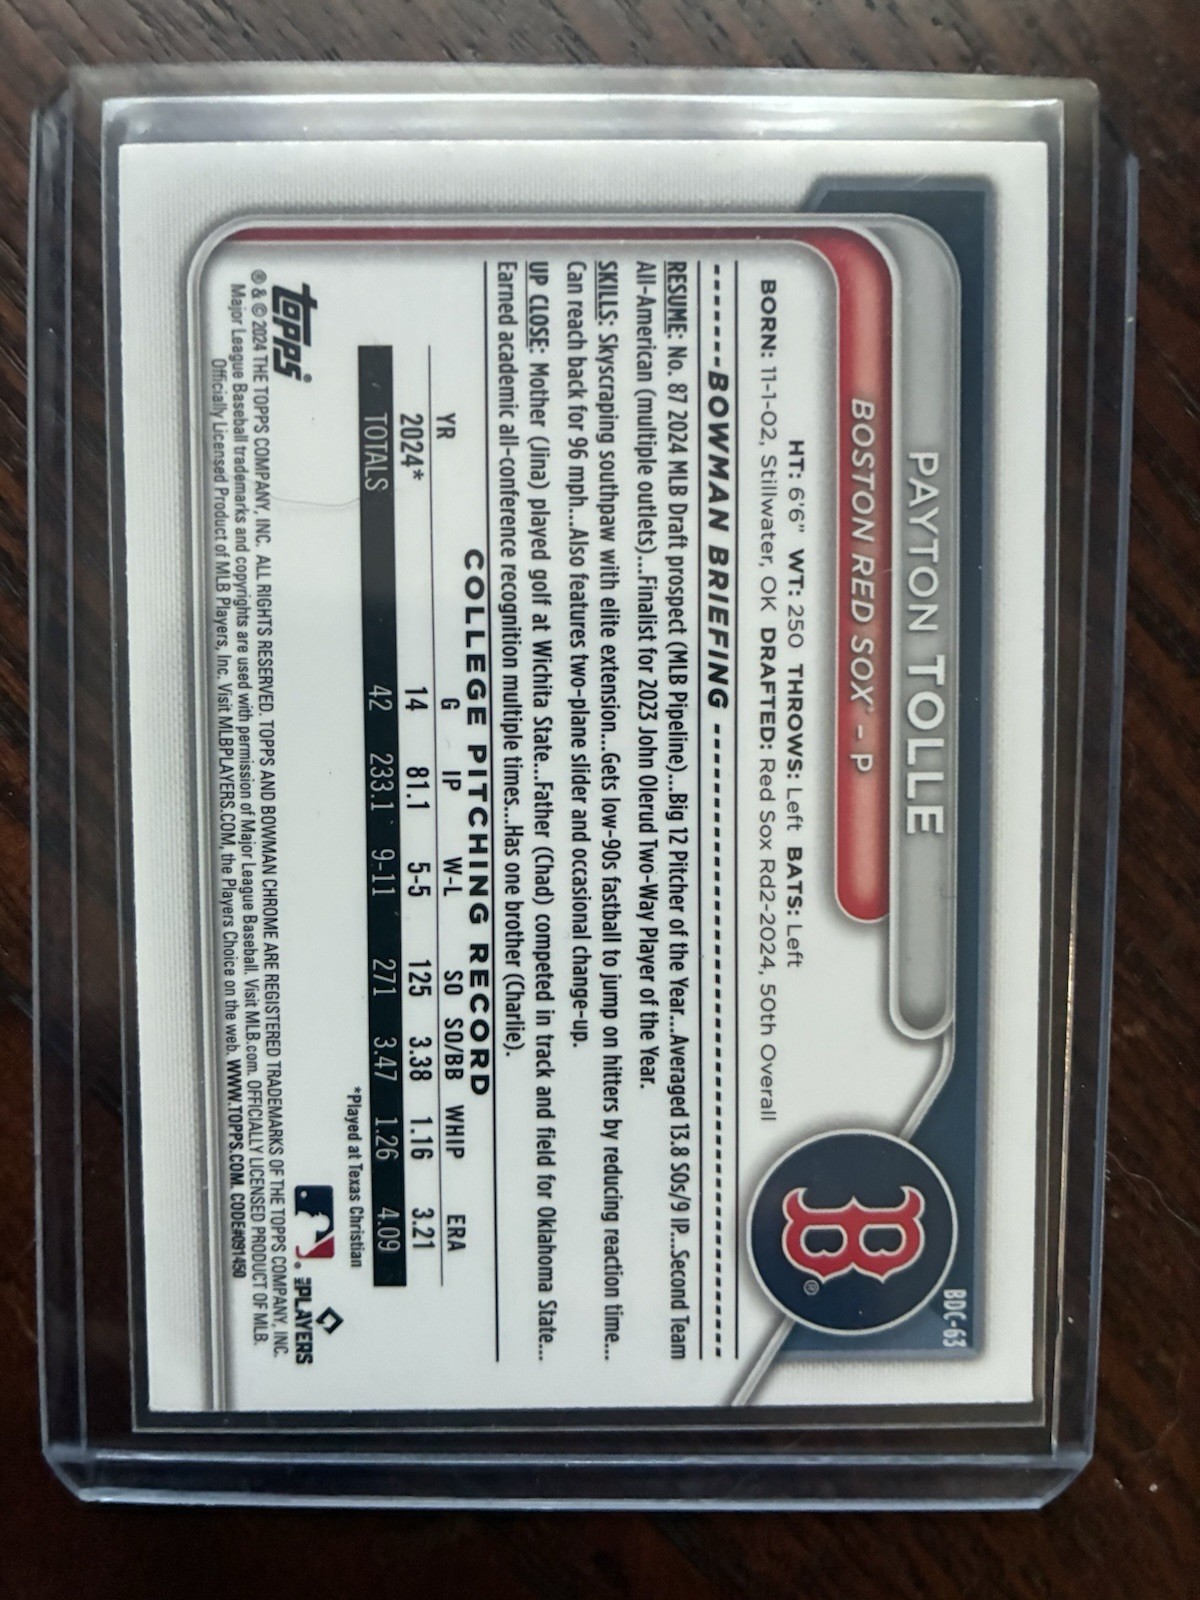 BDC-63
PAYTON TOLLE
BOSTON RED SOX® - P
B®
HT: 6'6" WT: 250 THROWS: Left BATS: Left
BORN: 11-1-02, Stillwater, OK DRAFTED: Red Sox Rd2-2024, 50th Overall
BOWMAN BRIEFING
RESUME: No. 87 2024 MLB Draft prospect (MLB Pipeline)...Big 12 Pitcher of the Year...Averaged 13.8 SOs/9 IP...Second Team
All-American (multiple outlets)...Finalist for 2023 John Olerud Two-Way Player of the Year.
SKILLS: Skyscraping southpaw with elite extension...Gets low-90s fastball to jump on hitters by reducing reaction time...
Can reach back for 96 mph...Also features two-plane slider and occasional change-up.
UP CLOSE: Mother (Jina) played golf at Wichita State...Father (Chad) competed in track and field for Oklahoma State...
Earned academic all-conference recognition multiple times...Has one brother (Charlie).
COLLEGE PITCHING RECORD
YR G IP W-L SO SO/BB WHIP ERA
2024* 14 81.1 5-5 125 3.38 1.16 3.21
TOTALS 42 233.1 9-11 271 3.47 1.26 4.09
*Played at Texas Christian
topps®
MLB PLAYERS
® & © 2024 THE TOPPS COMPANY, INC. ALL RIGHTS RESERVED. TOPPS AND BOWMAN CHROME ARE REGISTERED TRADEMARKS OF THE TOPPS COMPANY, INC.
Major League Baseball trademarks and copyrights are used with permission of Major League Baseball. Visit MLB.com. OFFICIALLY LICENSED PRODUCT OF MLB.
Officially Licensed Product of MLB Players, Inc. Visit MLBPLAYERS.COM, the Players Choice on the web. WWW.TOPPS.COM. CODE#091450